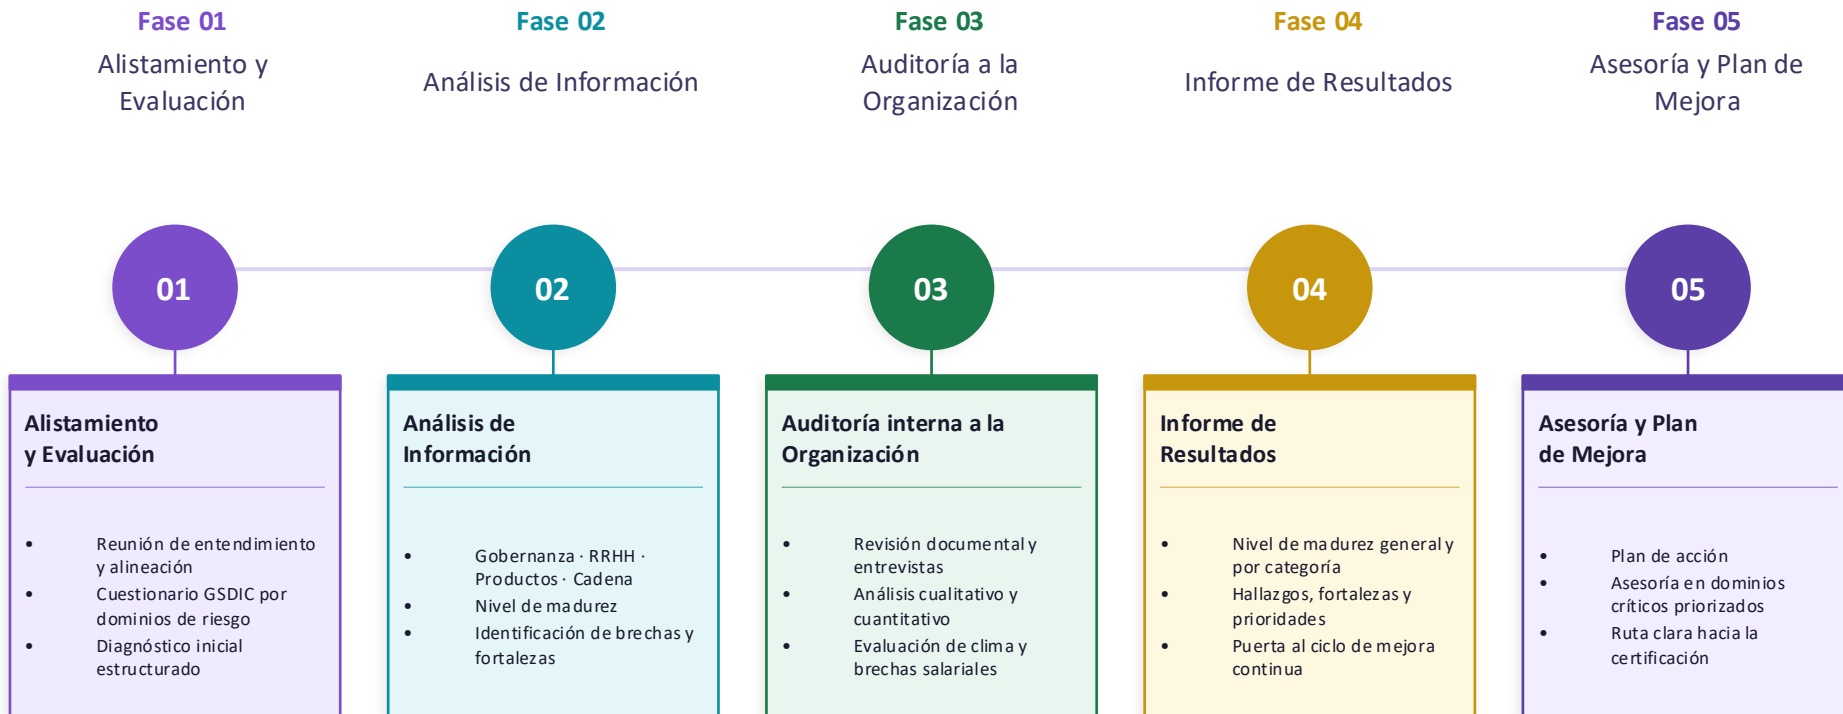 Fase 01
Alistamiento y
Evaluación
Fase 02
Análisis de Información
Fase 03
Auditoría a la
Organización
Fase 04
Informe de Resultados
Fase 05
Asesoría y Plan de
Mejora
01
02
03
04
05
Alistamiento
y Evaluación
• Reunión de entendimiento
y alineación
• Cuestionario GSDIC por
dominios de riesgo
• Diagnóstico inicial
estructurado
Análisis de
Información
• Gobernanza · RRHH ·
Productos · Cadena
• Nivel de madurez
• Identificación de brechas y
fortalezas
Auditoría interna a la
Organización
• Revisión documental y
entrevistas
• Análisis cualitativo y
cuantitativo
• Evaluación de clima y
brechas salariales
Informe de
Resultados
• Nivel de madurez general y
por categoría
• Hallazgos, fortalezas y
prioridades
• Puerta al ciclo de mejora
continua
Asesoría y Plan
de Mejora
• Plan de acción
• Asesoría en dominios
críticos priorizados
• Ruta clara hacia la
certificación